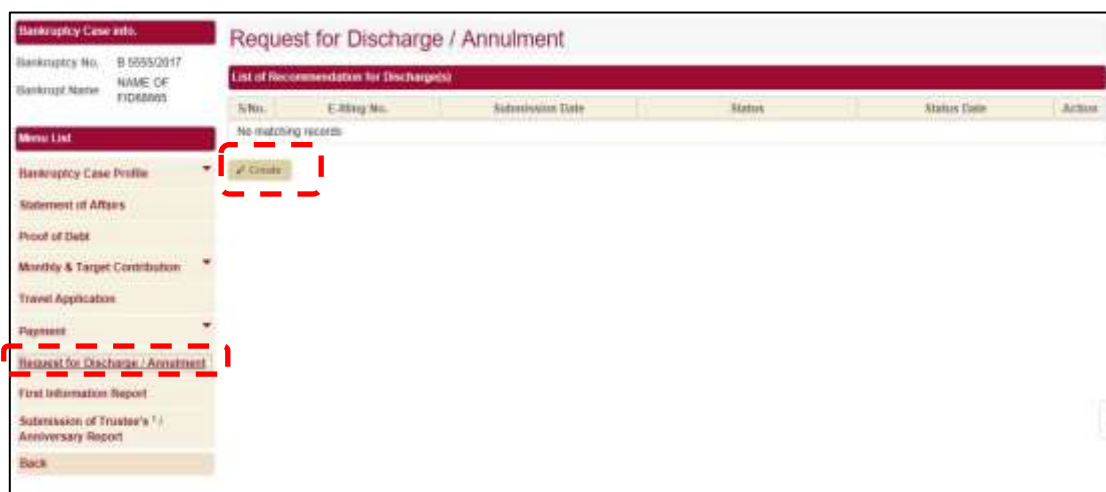 Bankruptcy Case info.
Bankruptcy No. B 5555/2017
Bankrupt Name NAME OF
Menu List
Bankruptcy Case Profile
Statement of Affairs
Proof of Debt
Monthly & Target Contribution
Travel Application
Payment
Request for Discharge / Annulment
First Information Report
Submission of Trustee's /
Anniversary Report
Back
Request for Discharge / Annulment
List of Recommendation for Discharge(s)
S/No. E-filing No. Submission Date Status Status Date Action
No matching records
Create